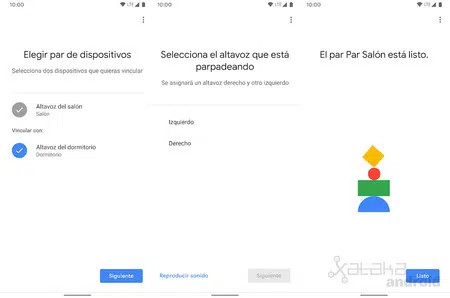 10:00
LTE
Elegir par de dispositivos
Selecciona dos dispositivos que quieras vincular
Altavoz del salón
Salón
Vincular con:
Altavoz del dormitorio
Dormitorio
Siguiente
10:00
LTE
Selecciona el altavoz que está
parpadeando
Se asignará un altavoz derecho y otro izquierdo
Izquierdo
Derecho
Reproducir sonido
Siguiente
10:00
LTE
El par Par Salón está listo.
Listo
xataka
android